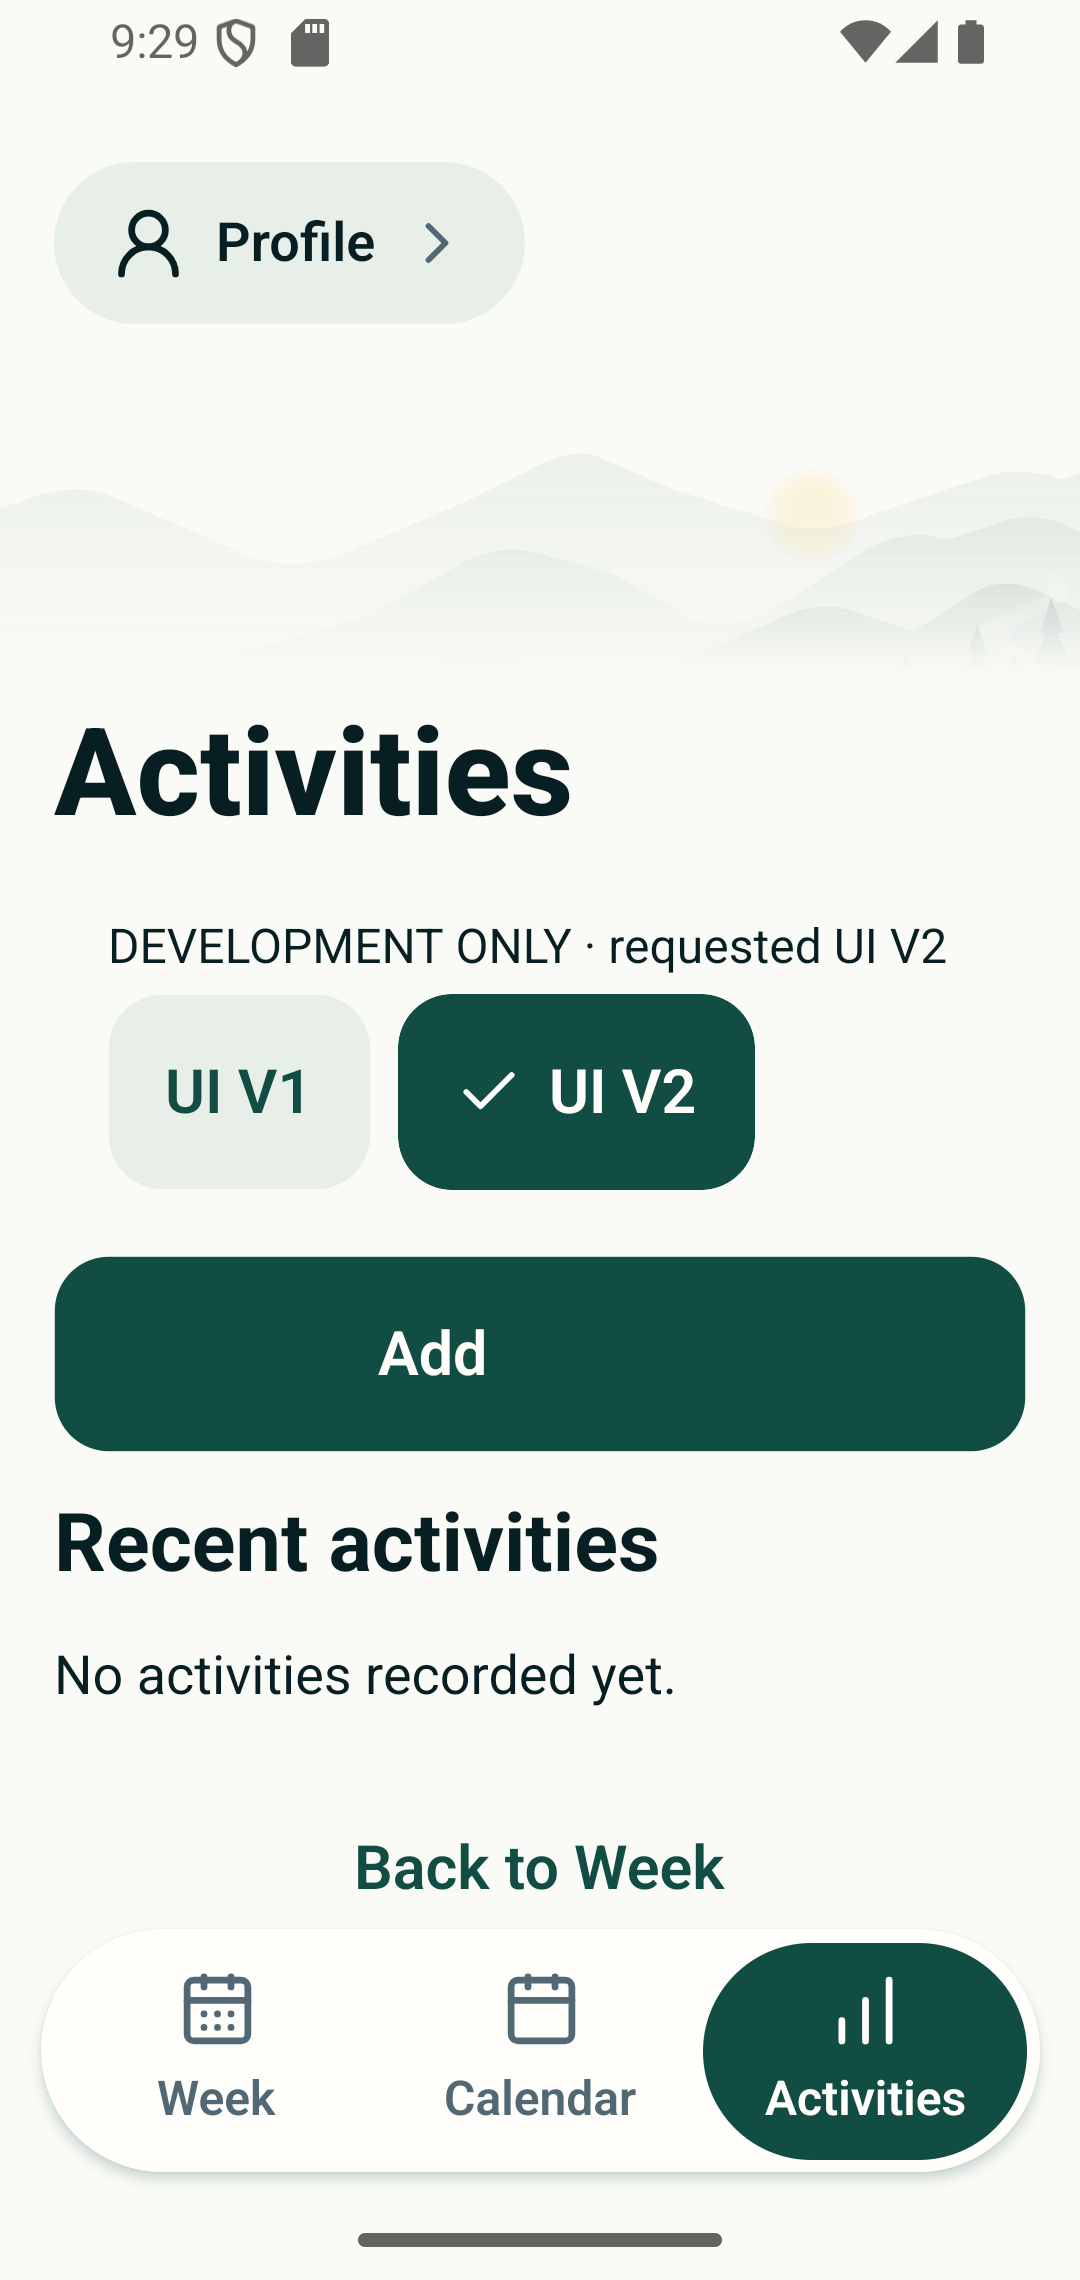 9:29
Profile
Activities
DEVELOPMENT ONLY · requested UI V2
UI V1
UI V2
Add
Recent activities
No activities recorded yet.
Back to Week
Week
Calendar
Activities